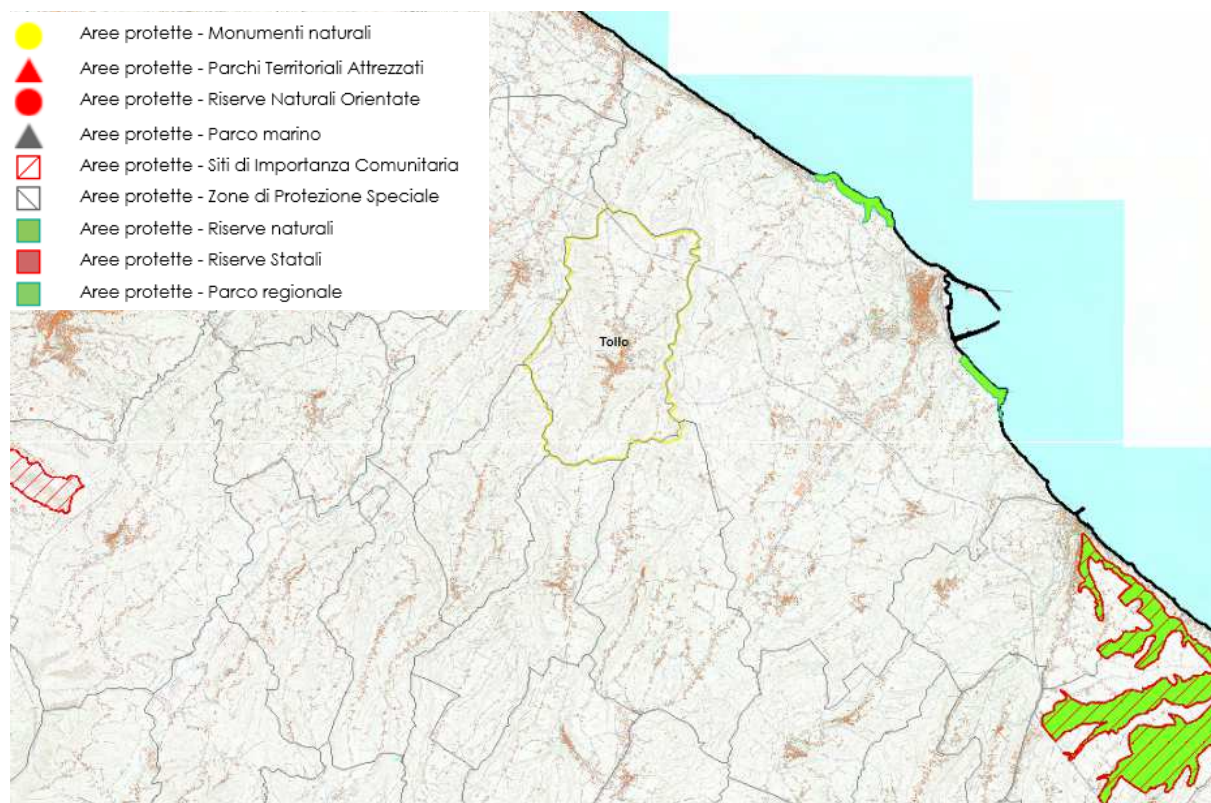 Aree protette - Monumenti naturali
Aree protette - Parchi Territoriali Attrezzati
Aree protette - Riserve Naturali Orientate
Aree protette - Parco marino
Aree protette - Siti di Importanza Comunitaria
Aree protette - Zone di Protezione Speciale
Aree protette - Riserve naturali
Aree protette - Riserve Statali
Aree protette - Parco regionale
Tollo